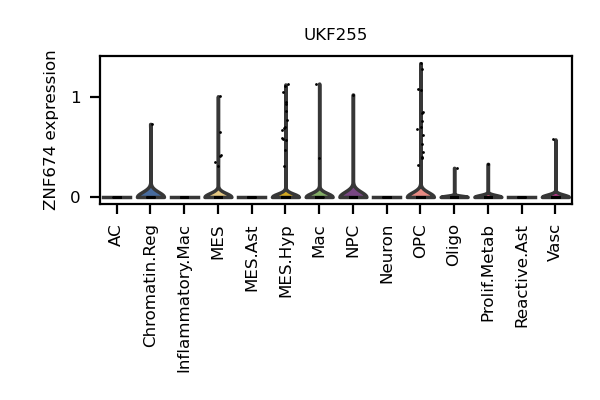 UKF255
ZNF674 expression
1
0
AC
Chromatin.Reg
Inflammatory.Mac
MES
MES.Ast
MES.Hyp
Mac
NPC
Neuron
OPC
Oligo
Prolif.Metab
Reactive.Ast
Vasc